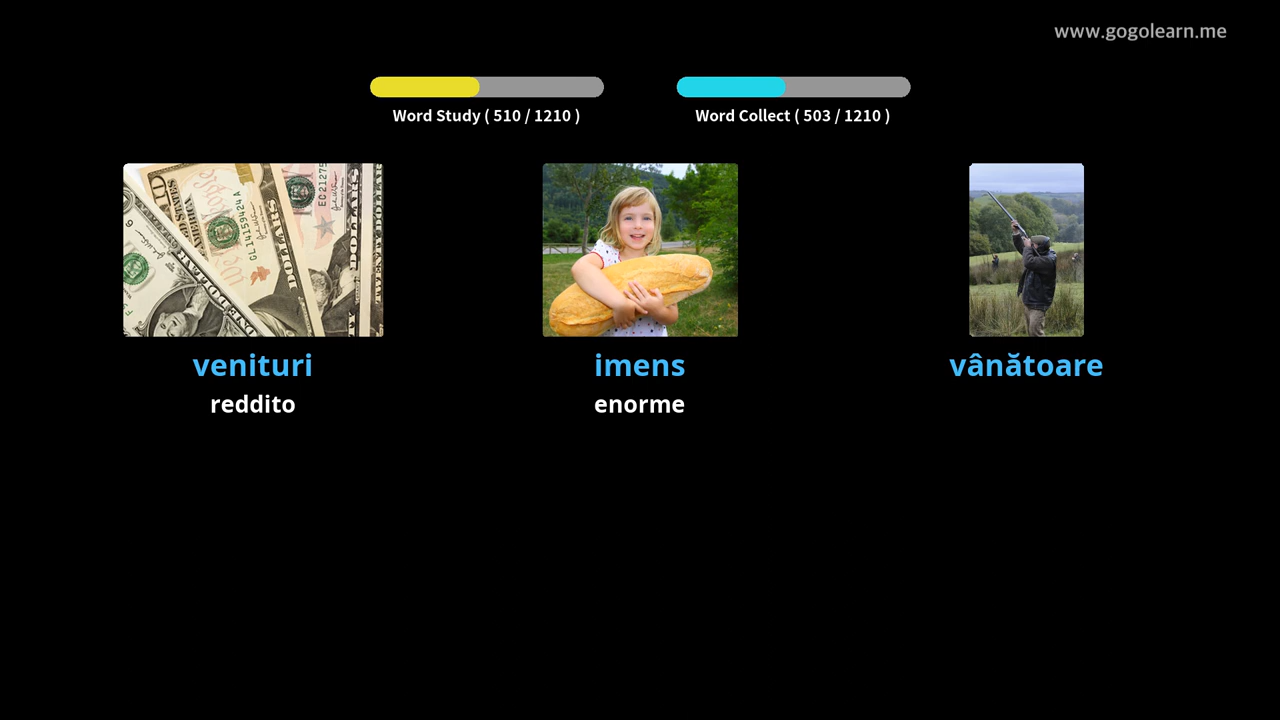 www.gogolearn.me
Word Study ( 510 / 1210 )
Word Collect ( 503 / 1210 )
venituri
imens
vânătoare
reddito
enorme